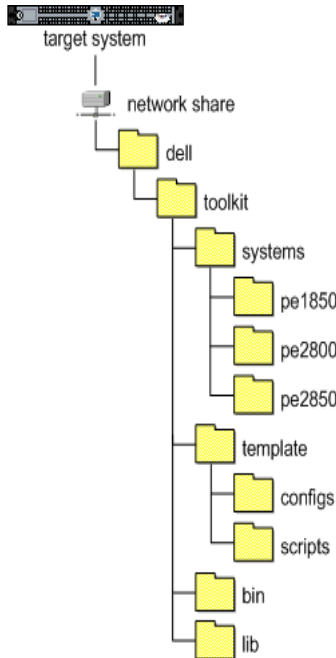 target system
network share
dell
toolkit
systems
pe1850
pe2800
pe2850
template
configs
scripts
bin
lib